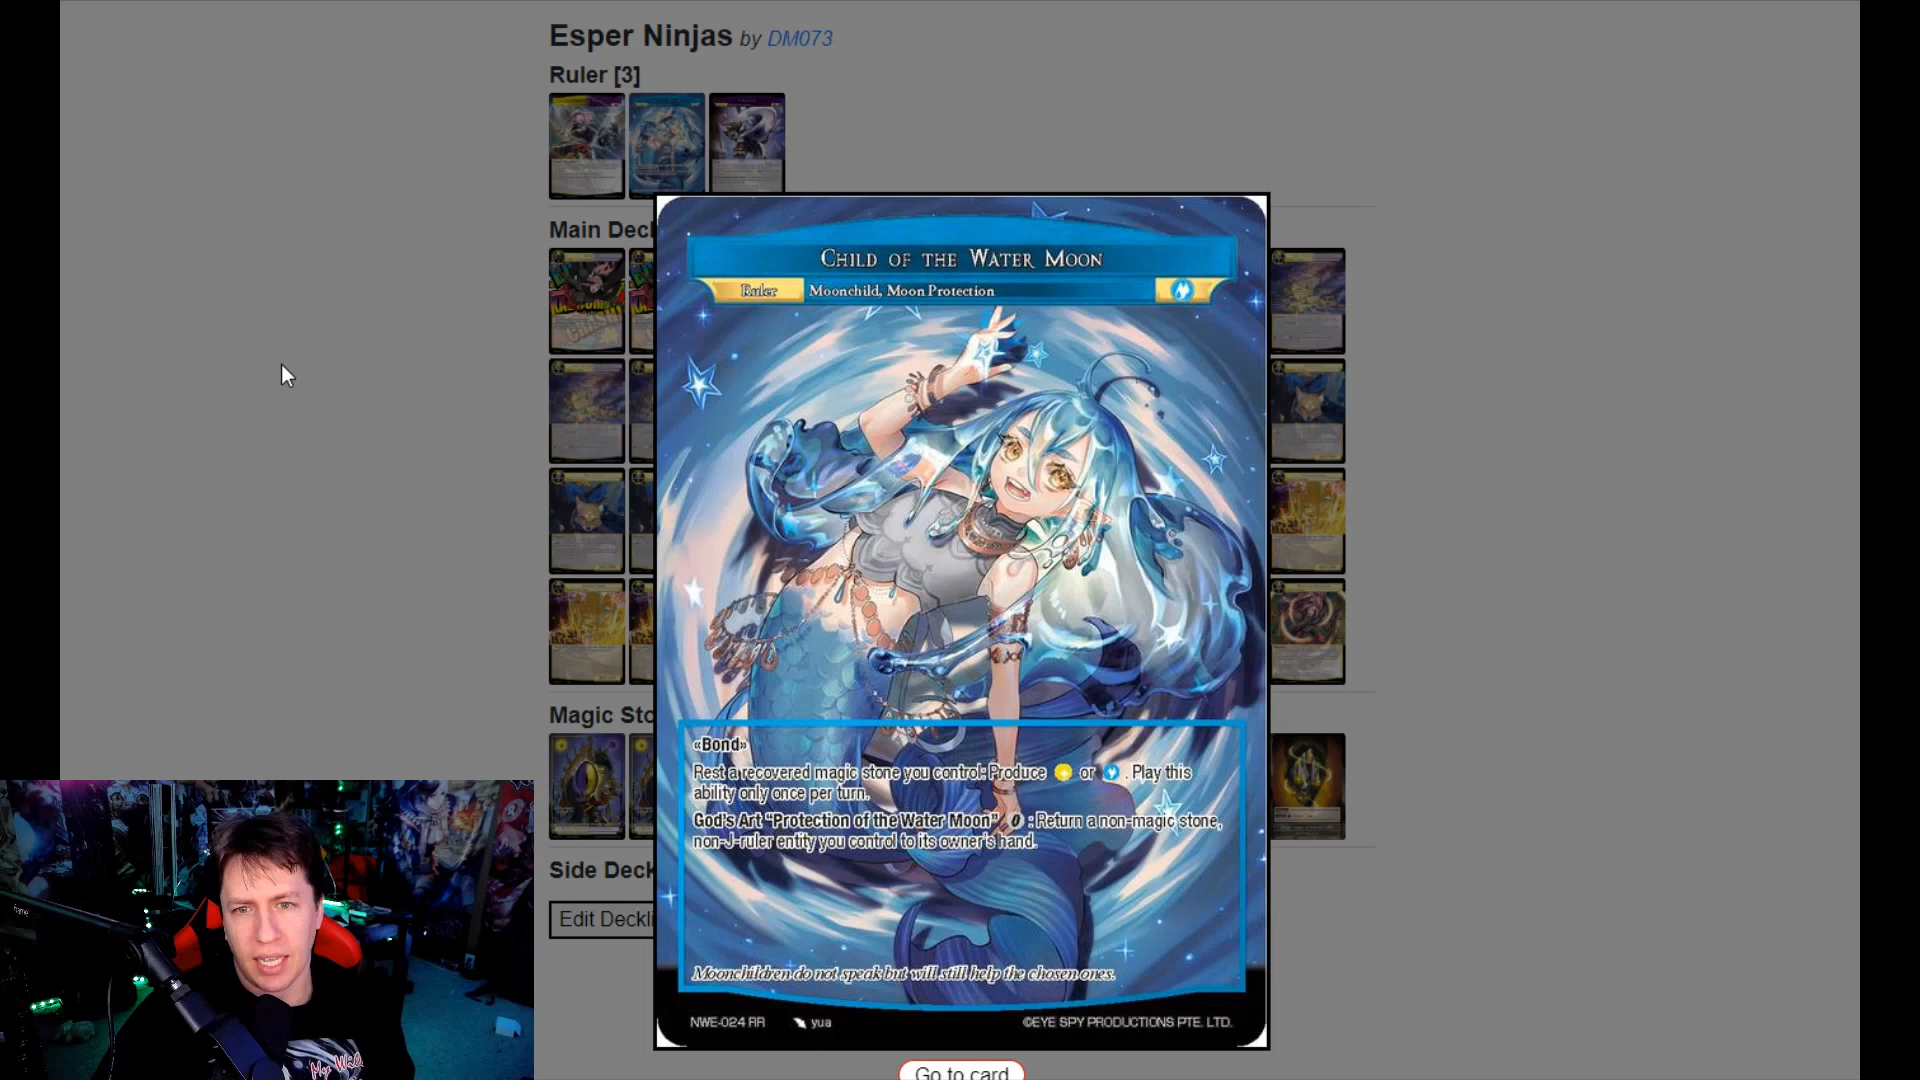 Esper Ninjas by DM073
Ruler [3]
Main Deck
CHILD OF THE WATER MOON
Ruler Moonchild, Moon Protection
Magic Sto
«Bond»
Rest a recovered magic stone you control: Produce or . Play this
ability only once per turn.
God's Art "Protection of the Water Moon" 0 : Return a non-magic stone,
non-J-ruler entity you control to its owner's hand.
Side Deck
Edit Deckli
Moonchildren do not speak but will still help the chosen ones.
NWE-024 RR yua ©EYE SPY PRODUCTIONS PTE. LTD.
Go to card